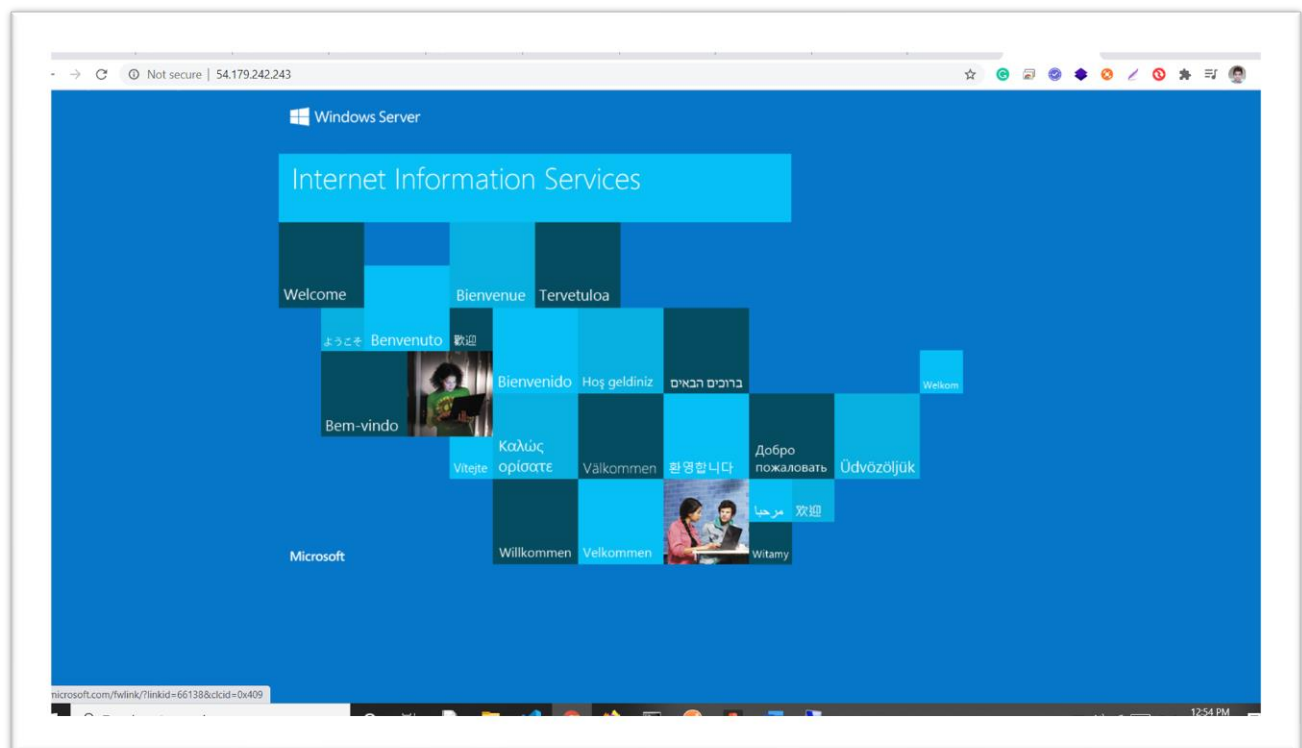 Not secure | 54.179.242.243
Windows Server
Internet Information Services
Welcome
Bienvenue
Tervetuloa
ようこそ
Benvenuto
歡迎
Bienvenido
Hoş geldiniz
ברוכים הבאים
Welkom
Bem-vindo
Vítejte
Καλώς
ορίσατε
Välkommen
환영합니다
Добро
пожаловать
Üdvözöljük
مرحبا
欢迎
Willkommen
Velkommen
Witamy
Microsoft
microsoft.com/fwlink/?linkid=66138&clcid=0x409
12:54 PM